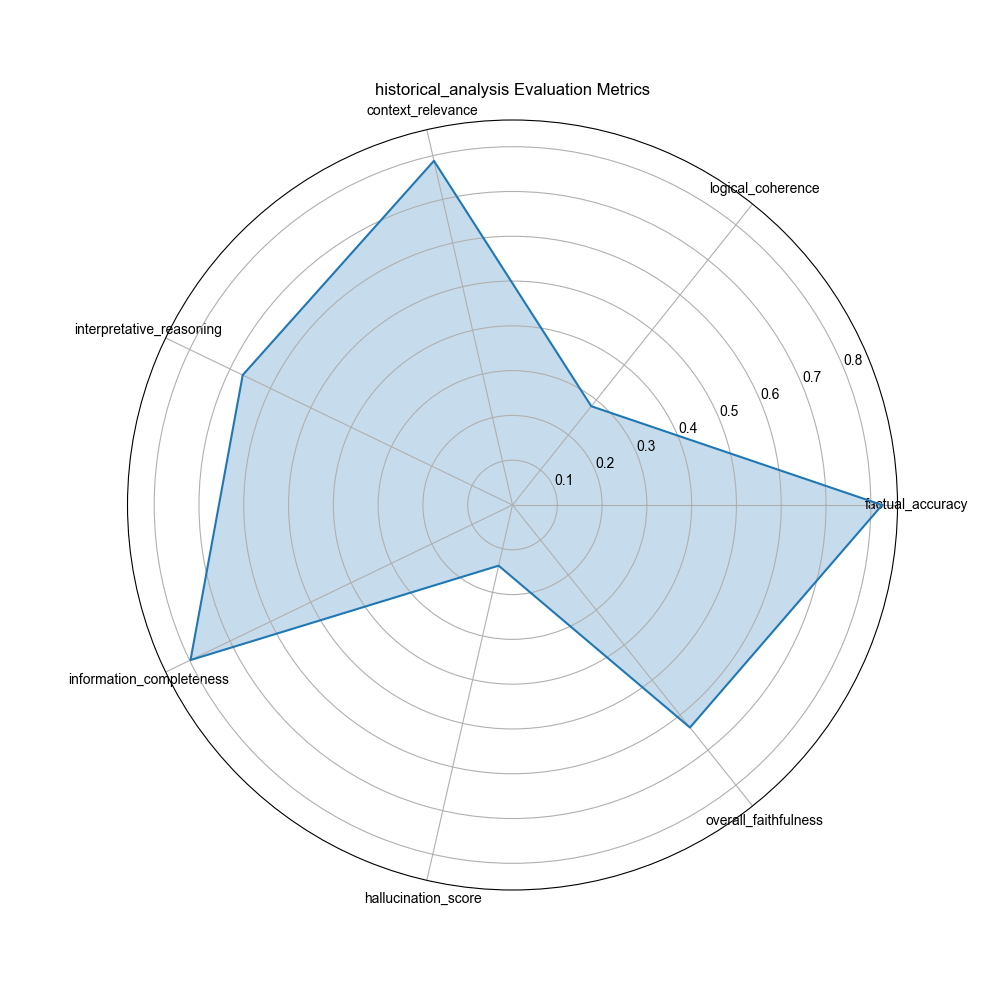 historical_analysis Evaluation Metrics
context_relevance
logical_coherence
interpretative_reasoning
0.8
0.7
0.6
0.5
0.4
0.3
0.2
0.1
factual_accuracy
information_completeness
overall_faithfulness
hallucination_score